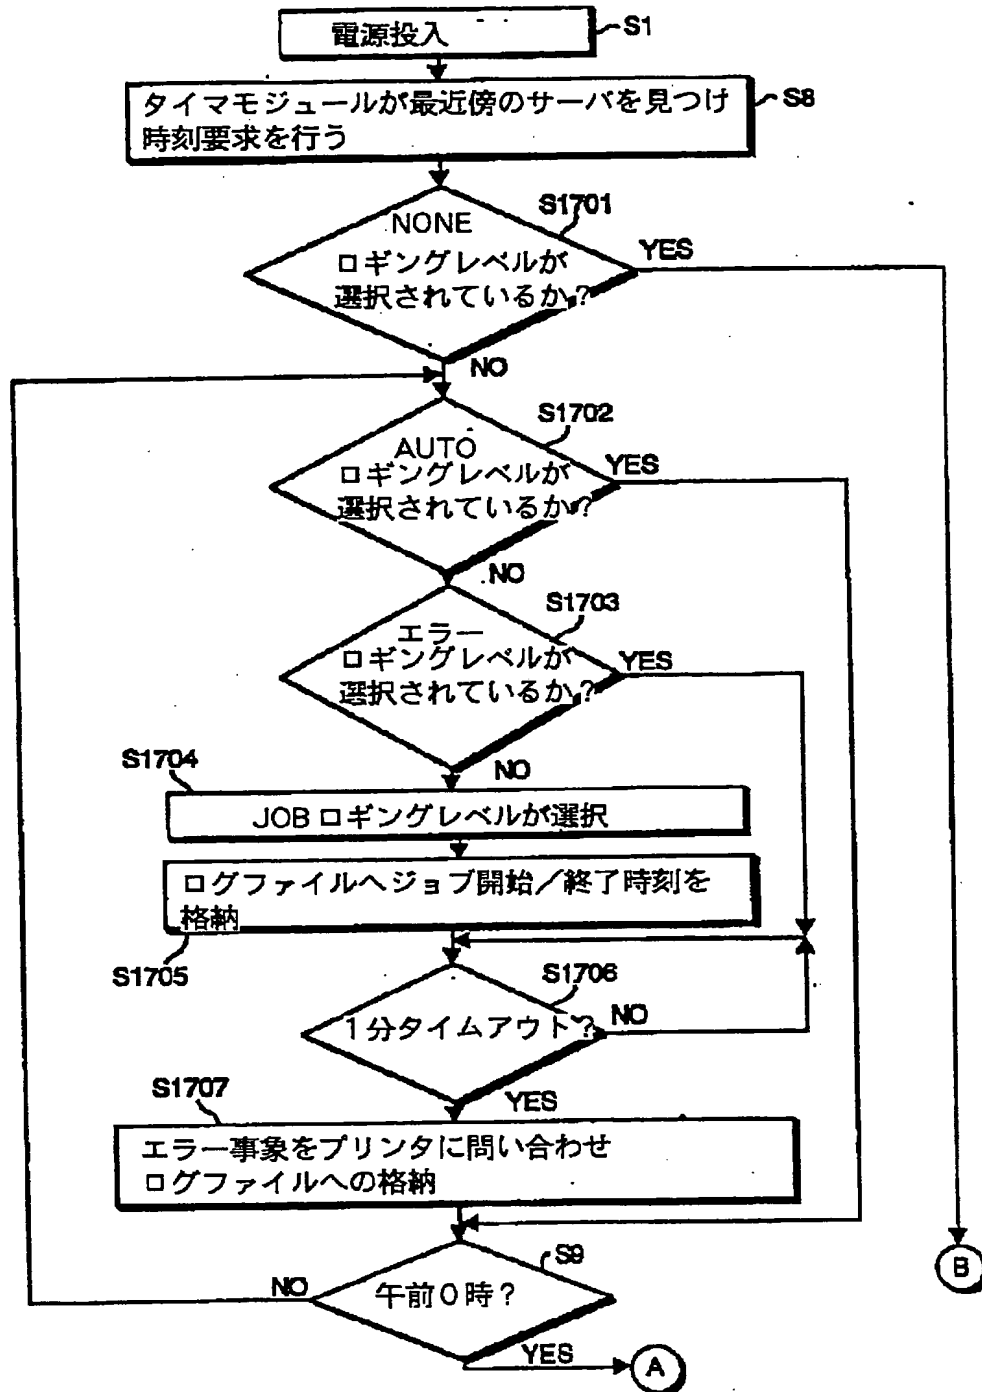 電源投入
S1
タイマモジュールが最近傍のサーバを見つけ
時刻要求を行う
S8
S1701
NONE
ロギングレベルが
選択されているか?
YES
NO
S1702
AUTO
ロギングレベルが
選択されているか?
YES
NO
S1703
エラー
ロギングレベルが
選択されているか?
YES
NO
S1704
JOB ロギングレベルが選択
ログファイルへジョブ開始/終了時刻を
格納
S1705
S1706
1分タイムアウト?
NO
YES
S1707
エラー事象をプリンタに問い合わせ
ログファイルへの格納
S9
午前0時?
NO
YES
A
B